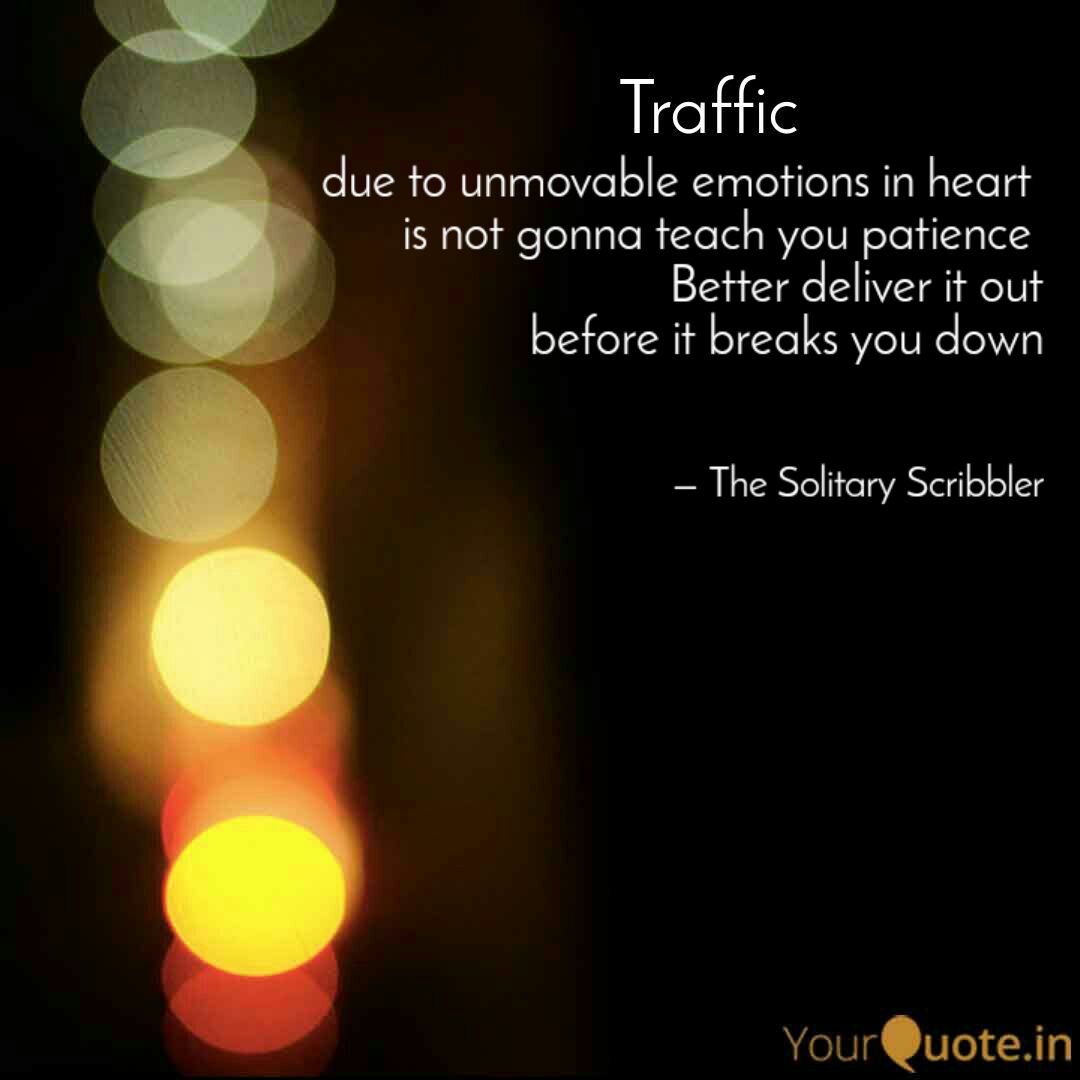 Traffic
due to unmovable emotions in heart
is not gonna teach you patience
Better deliver it out
before it breaks you down
– The Solitary Scribbler
YourQuote.in